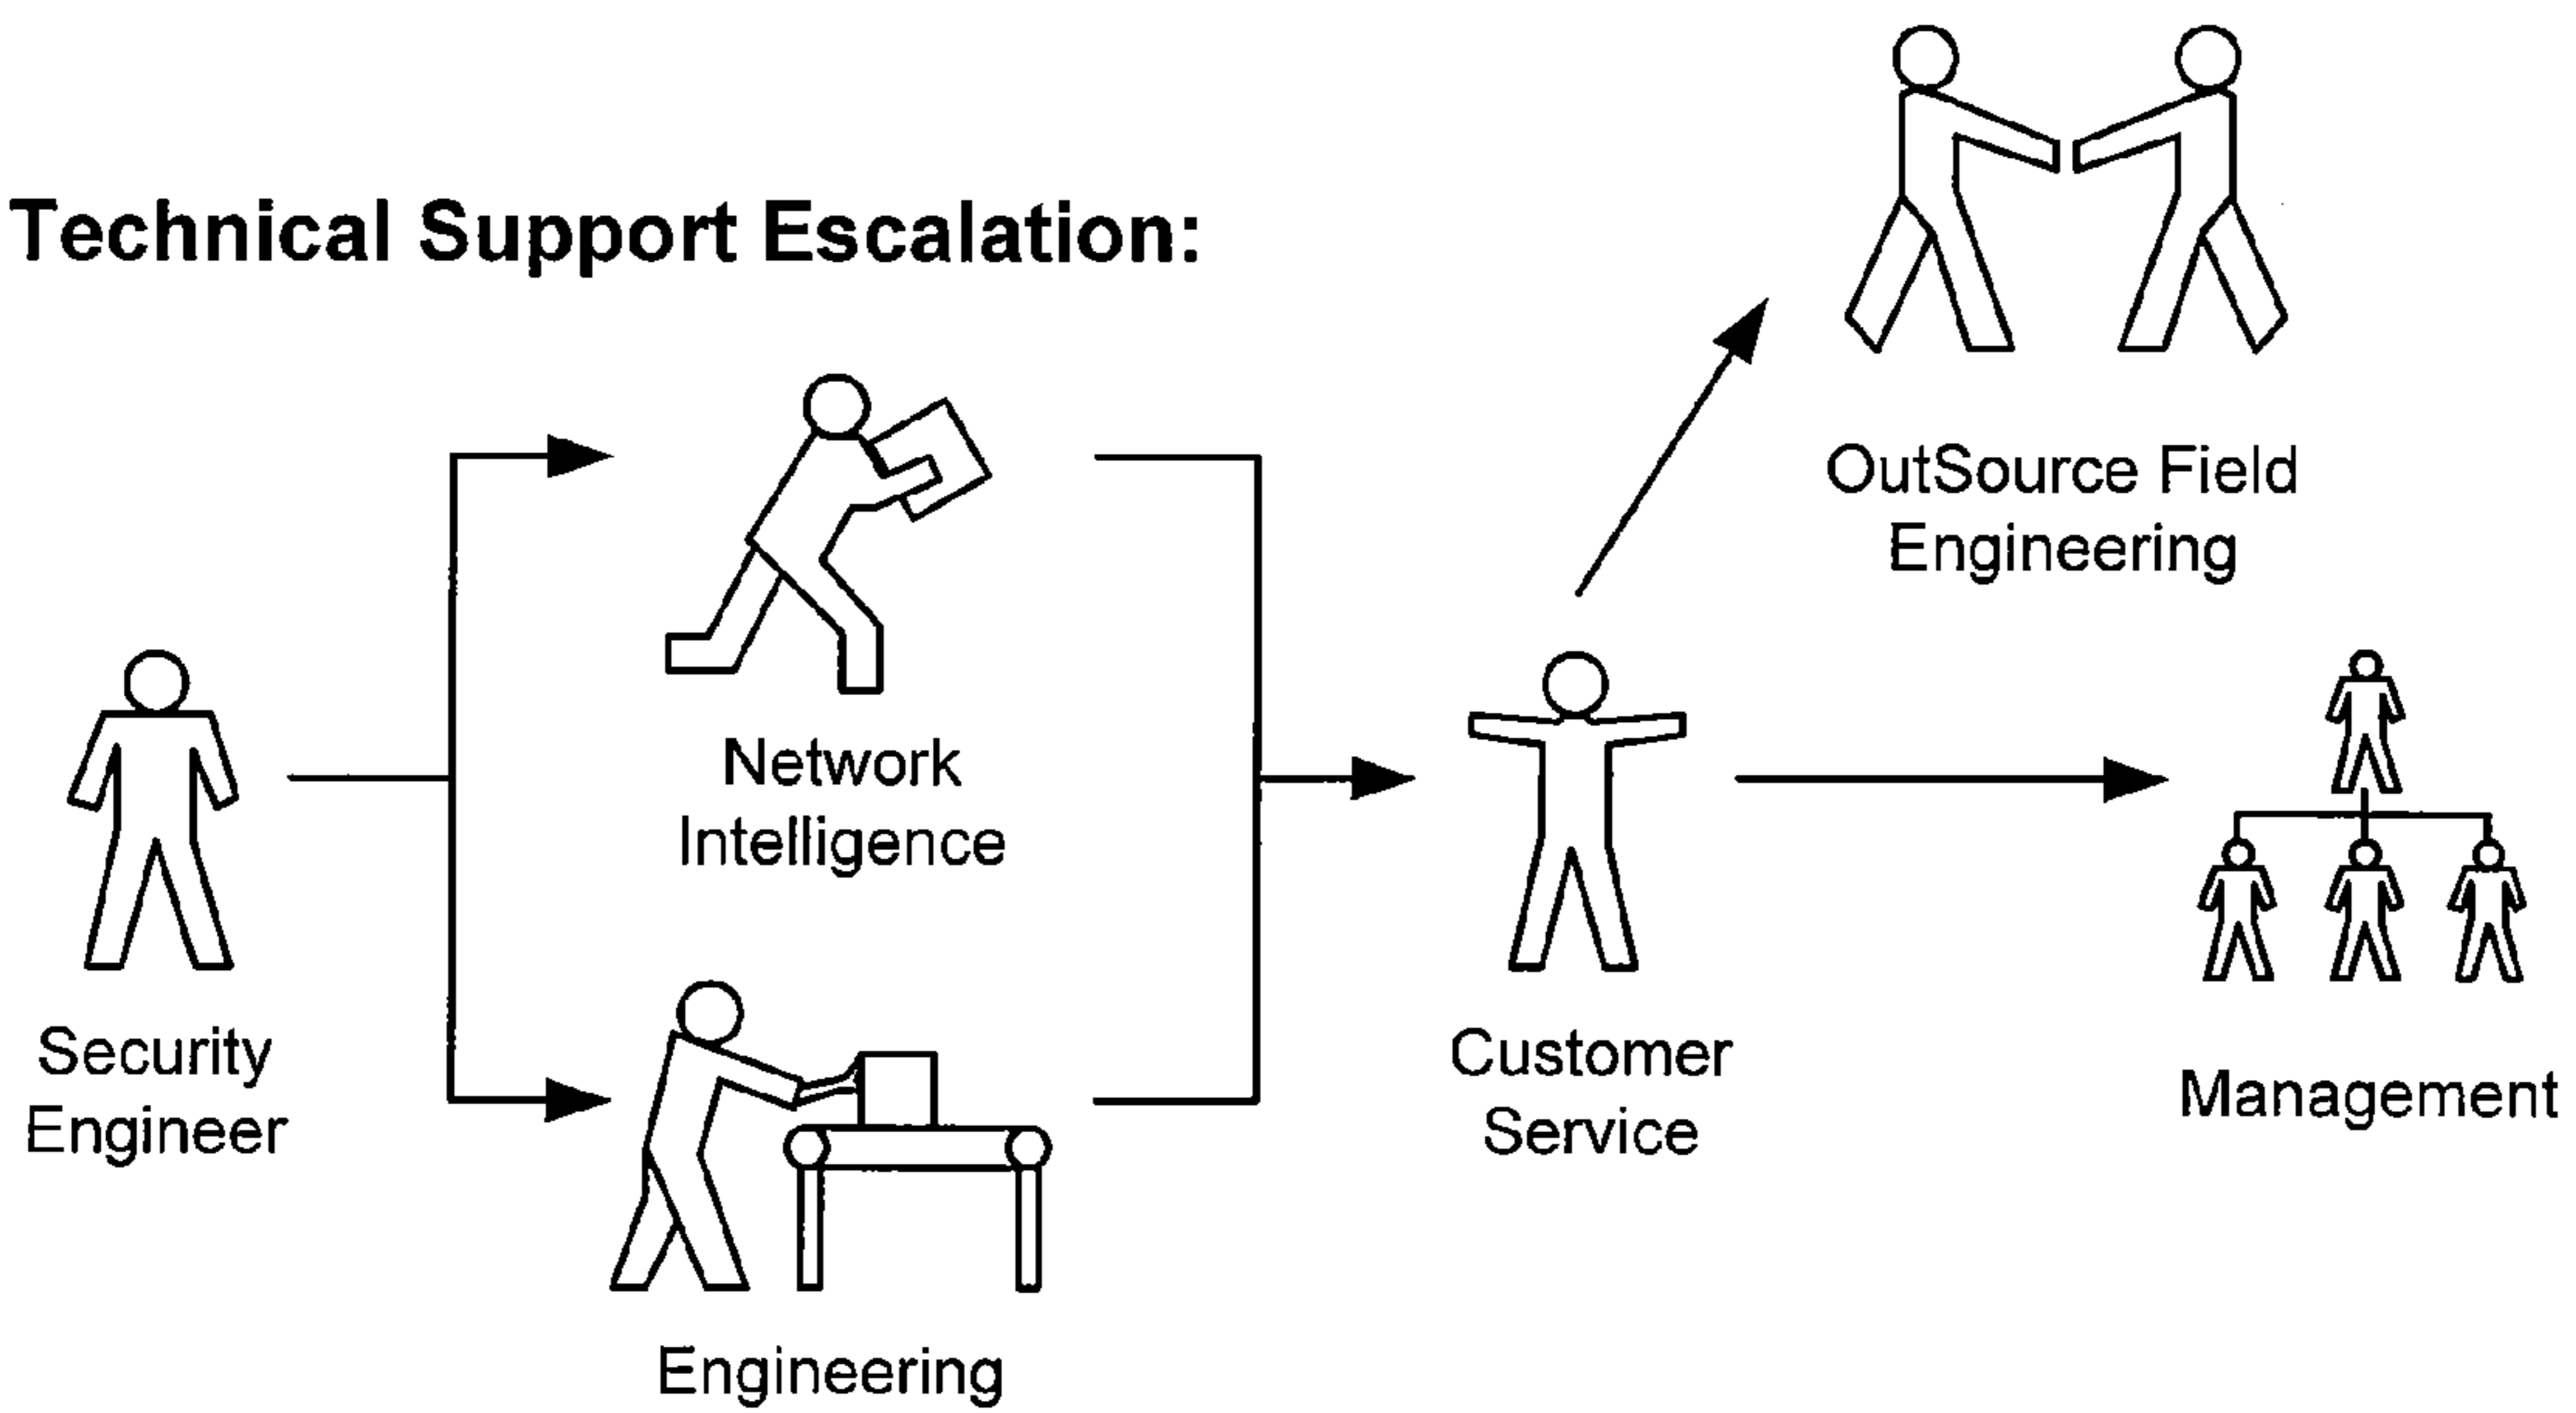 Technical Support Escalation:
OutSource Field
Engineering
Network
Intelligence
Security
Engineer
Customer
Service
Management
Engineering